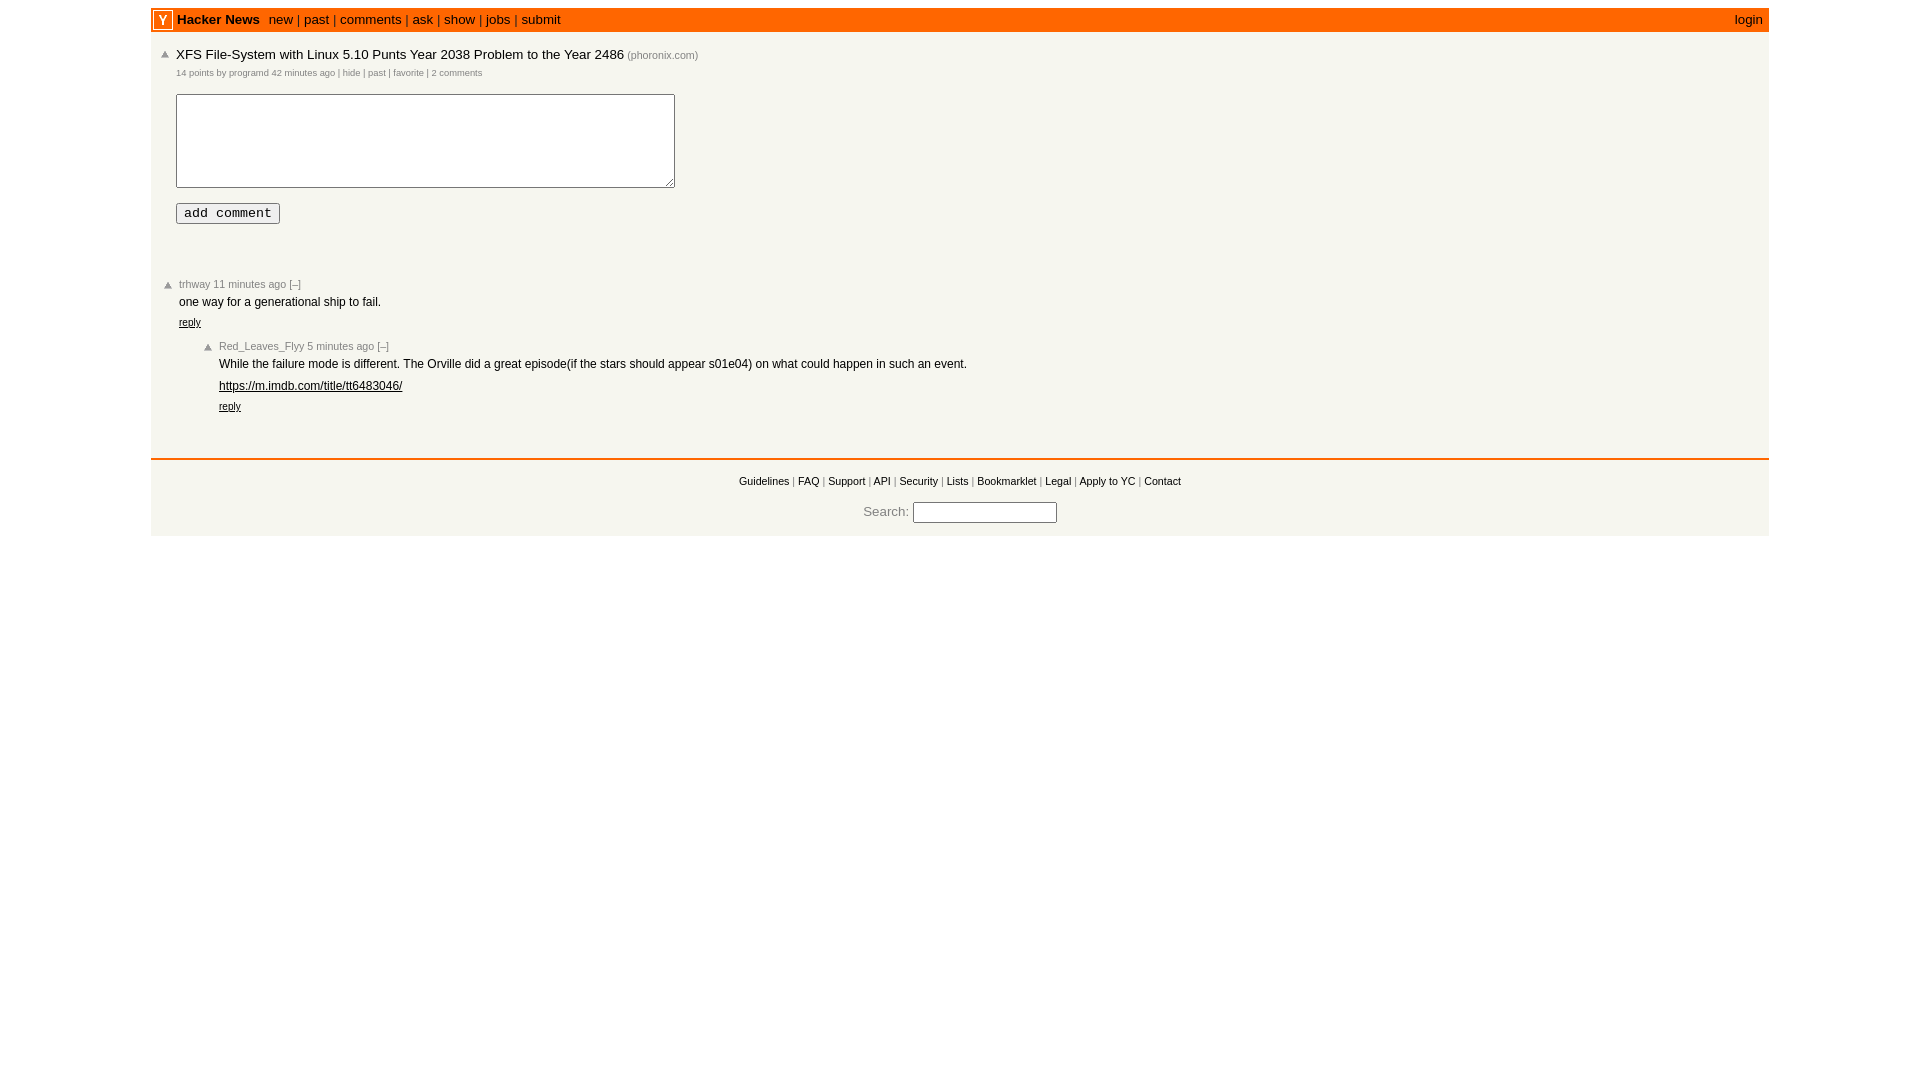 Y Hacker News new | past | comments | ask | show | jobs | submit login
XFS File-System with Linux 5.10 Punts Year 2038 Problem to the Year 2486 (phoronix.com)
14 points by programd 42 minutes ago | hide | past | favorite | 2 comments
add comment
trhway 11 minutes ago [–]
one way for a generational ship to fail.
reply
Red_Leaves_Flyy 5 minutes ago [–]
While the failure mode is different. The Orville did a great episode(if the stars should appear s01e04) on what could happen in such an event.
https://m.imdb.com/title/tt6483046/
reply
Guidelines | FAQ | Support | API | Security | Lists | Bookmarklet | Legal | Apply to YC | Contact
Search: